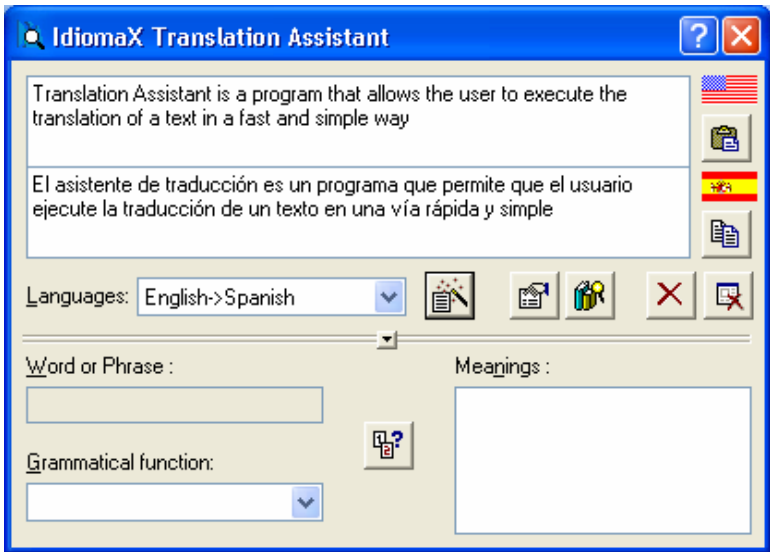 IdiomaX Translation Assistant
Translation Assistant is a program that allows the user to execute the
translation of a text in a fast and simple way
El asistente de traducción es un programa que permite que el usuario
ejecute la traducción de un texto en una vía rápida y simple
Languages: English->Spanish
Word or Phrase :
Meanings :
Grammatical function: